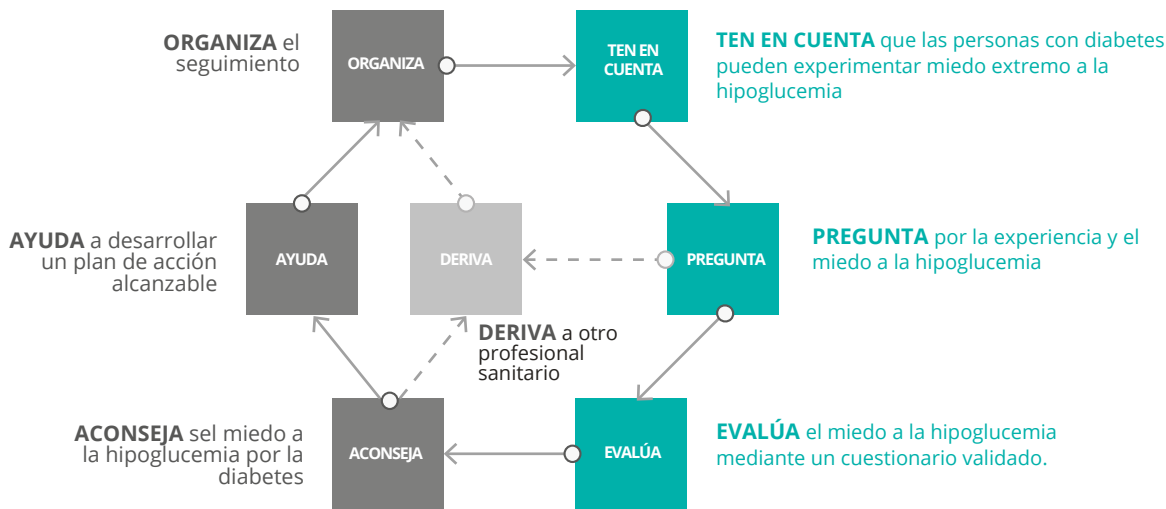 ORGANIZA el
seguimiento
ORGANIZA
TEN EN
CUENTA
TEN EN CUENTA que las personas con diabetes
pueden experimentar miedo extremo a la
hipoglucemia
AYUDA a desarrollar
un plan de acción
alcanzable
AYUDA
DERIVA
PREGUNTA
PREGUNTA por la experiencia y el
miedo a la hipoglucemia
DERIVA a otro
profesional
sanitario
ACONSEJA sel miedo a
la hipoglucemia por la
diabetes
ACONSEJA
EVALÚA
EVALÚA el miedo a la hipoglucemia
mediante un cuestionario validado.